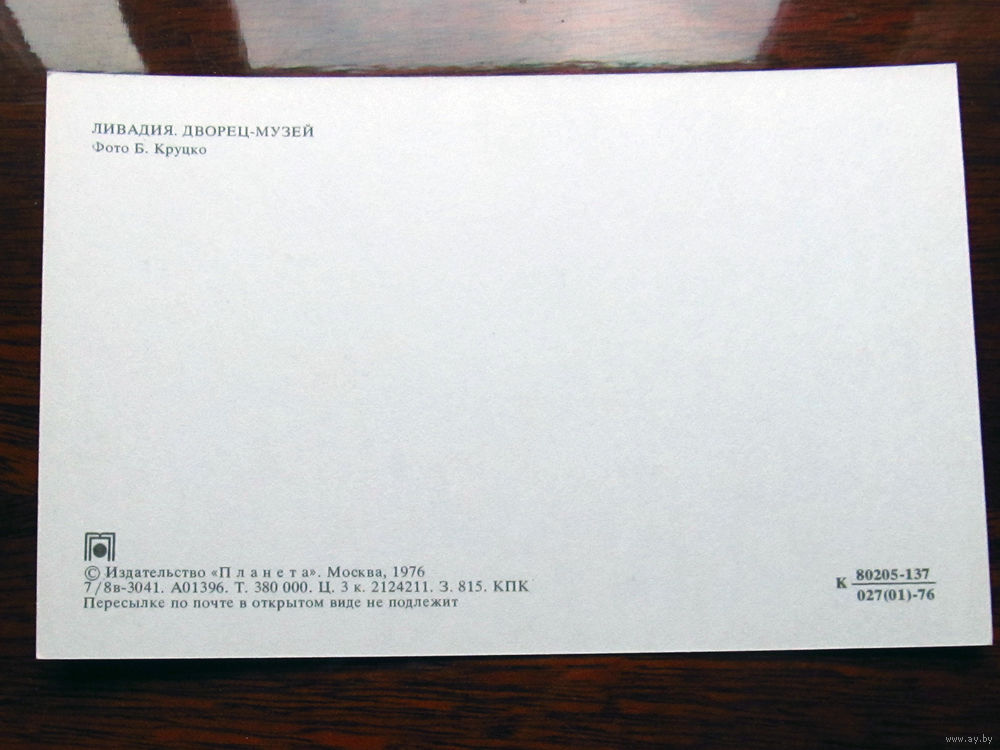 ЛИВАДИЯ. ДВОРЕЦ-МУЗЕЙ
Фото Б. Круцко
© Издательство «П л а н е т а». Москва, 1976
7/8в-3041. А01396. Т. 380 000. Ц. 3 к. 2124211. З. 815. КПК
Пересылке по почте в открытом виде не подлежит
К 80205-137
027(01)-76
www.ay.by